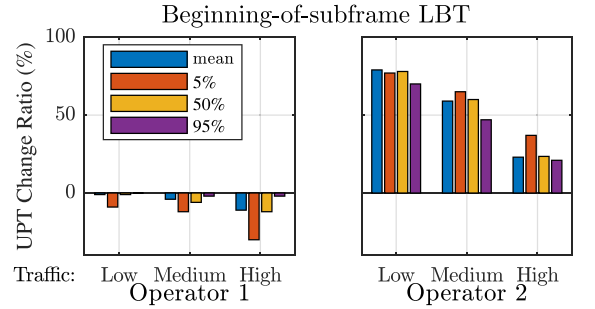 Beginning-of-subframe LBT
UPT Change Ratio (%)
100
50
0
mean
5%
50%
95%
Traffic: Low Medium High Low Medium High
Operator 1 Operator 2